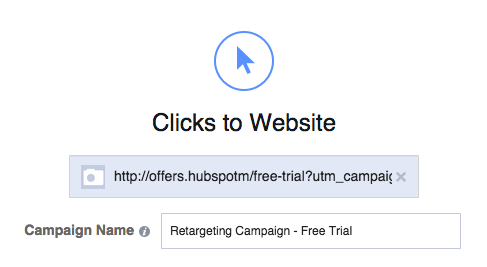 Clicks to Website
http://offers.hubspotm/free-trial?utm_campaig
Campaign Name
Retargeting Campaign - Free Trial